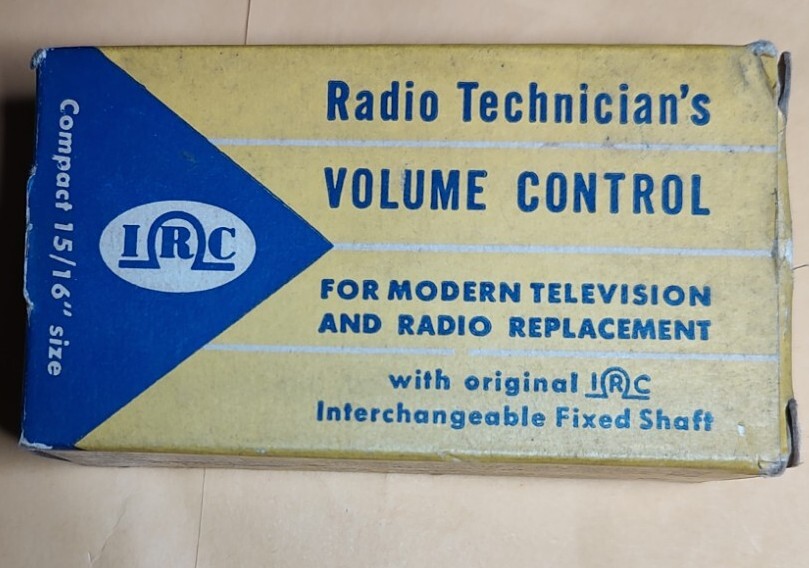 Compact 15/16" size
IRC
Radio Technician's
VOLUME CONTROL
FOR MODERN TELEVISION
AND RADIO REPLACEMENT
with original IRC
Interchangeable Fixed Shaft